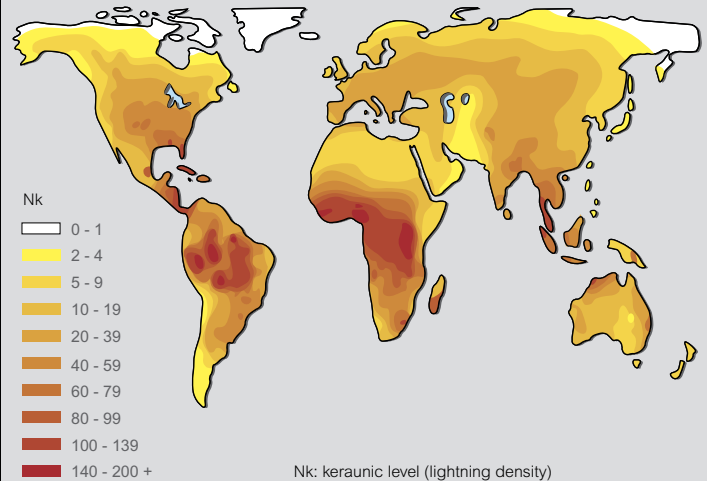 Nk
0 - 1
2 - 4
5 - 9
10 - 19
20 - 39
40 - 59
60 - 79
80 - 99
100 - 139
140 - 200 +
Nk: keraunic level (lightning density)